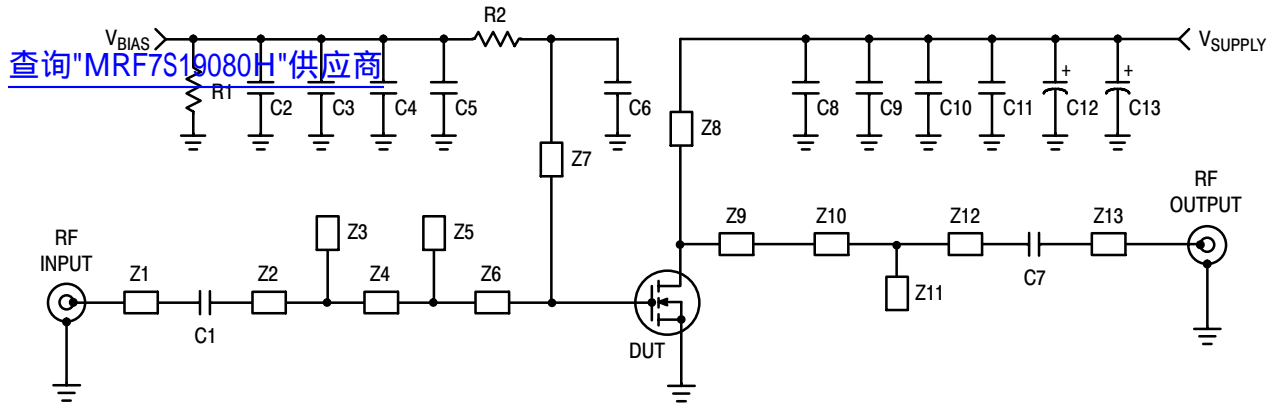 R2
V_BIAS
查询"MRF7S19080H"供应商
V_SUPPLY
R1
C2
C3
C4
C5
C6
C8
C9
C10
C11
+
C12
+
C13
Z8
Z7
RF
OUTPUT
RF
INPUT
Z3
Z5
Z9
Z10
Z12
Z13
Z1
Z2
Z4
Z6
C7
Z11
C1
DUT